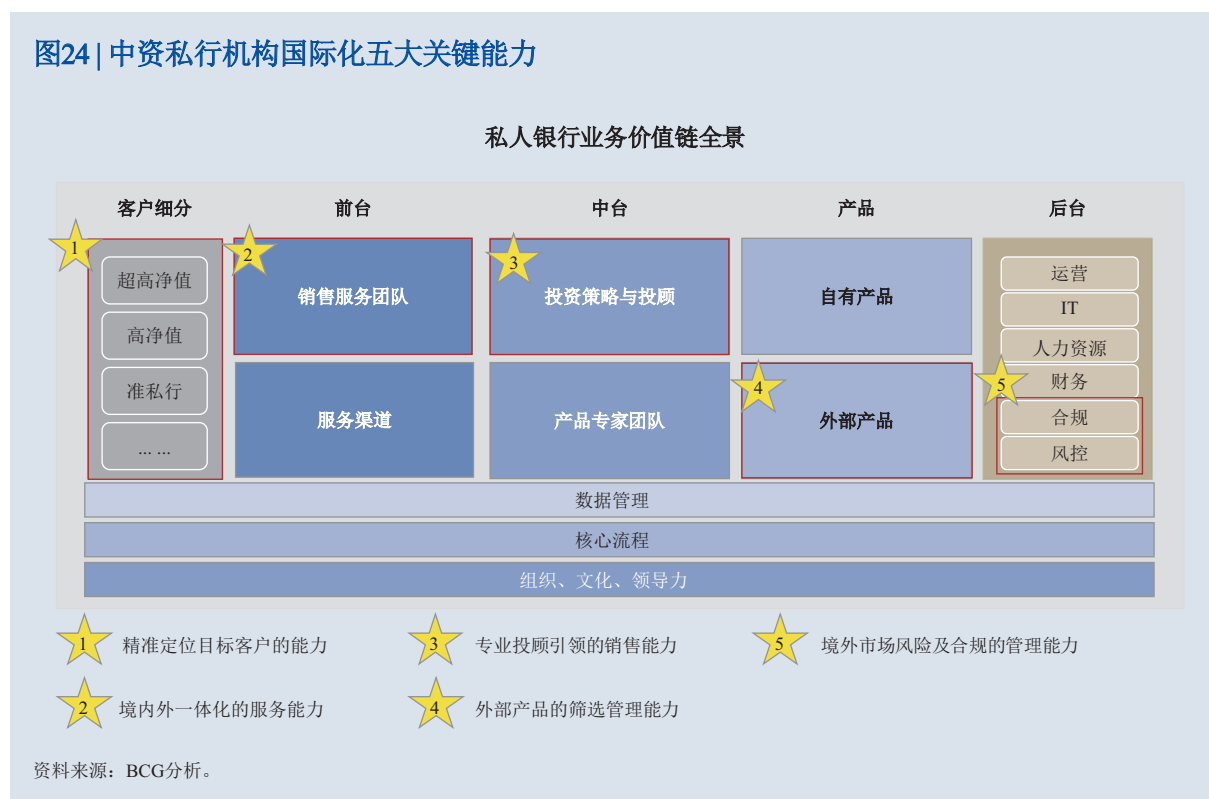 图24 | 中资私行机构国际化五大关键能力
私人银行业务价值链全景
客户细分
前台
中台
产品
后台
1
超高净值
高净值
准私行
... ...
2
销售服务团队
服务渠道
3
投资策略与投顾
产品专家团队
自有产品
4
外部产品
运营
IT
人力资源
财务
5
合规
风控
数据管理
核心流程
组织、文化、领导力
1 精准定位目标客户的能力
3 专业投顾引领的销售能力
5 境外市场风险及合规的管理能力
2 境内外一体化的服务能力
4 外部产品的筛选管理能力
资料来源：BCG分析。